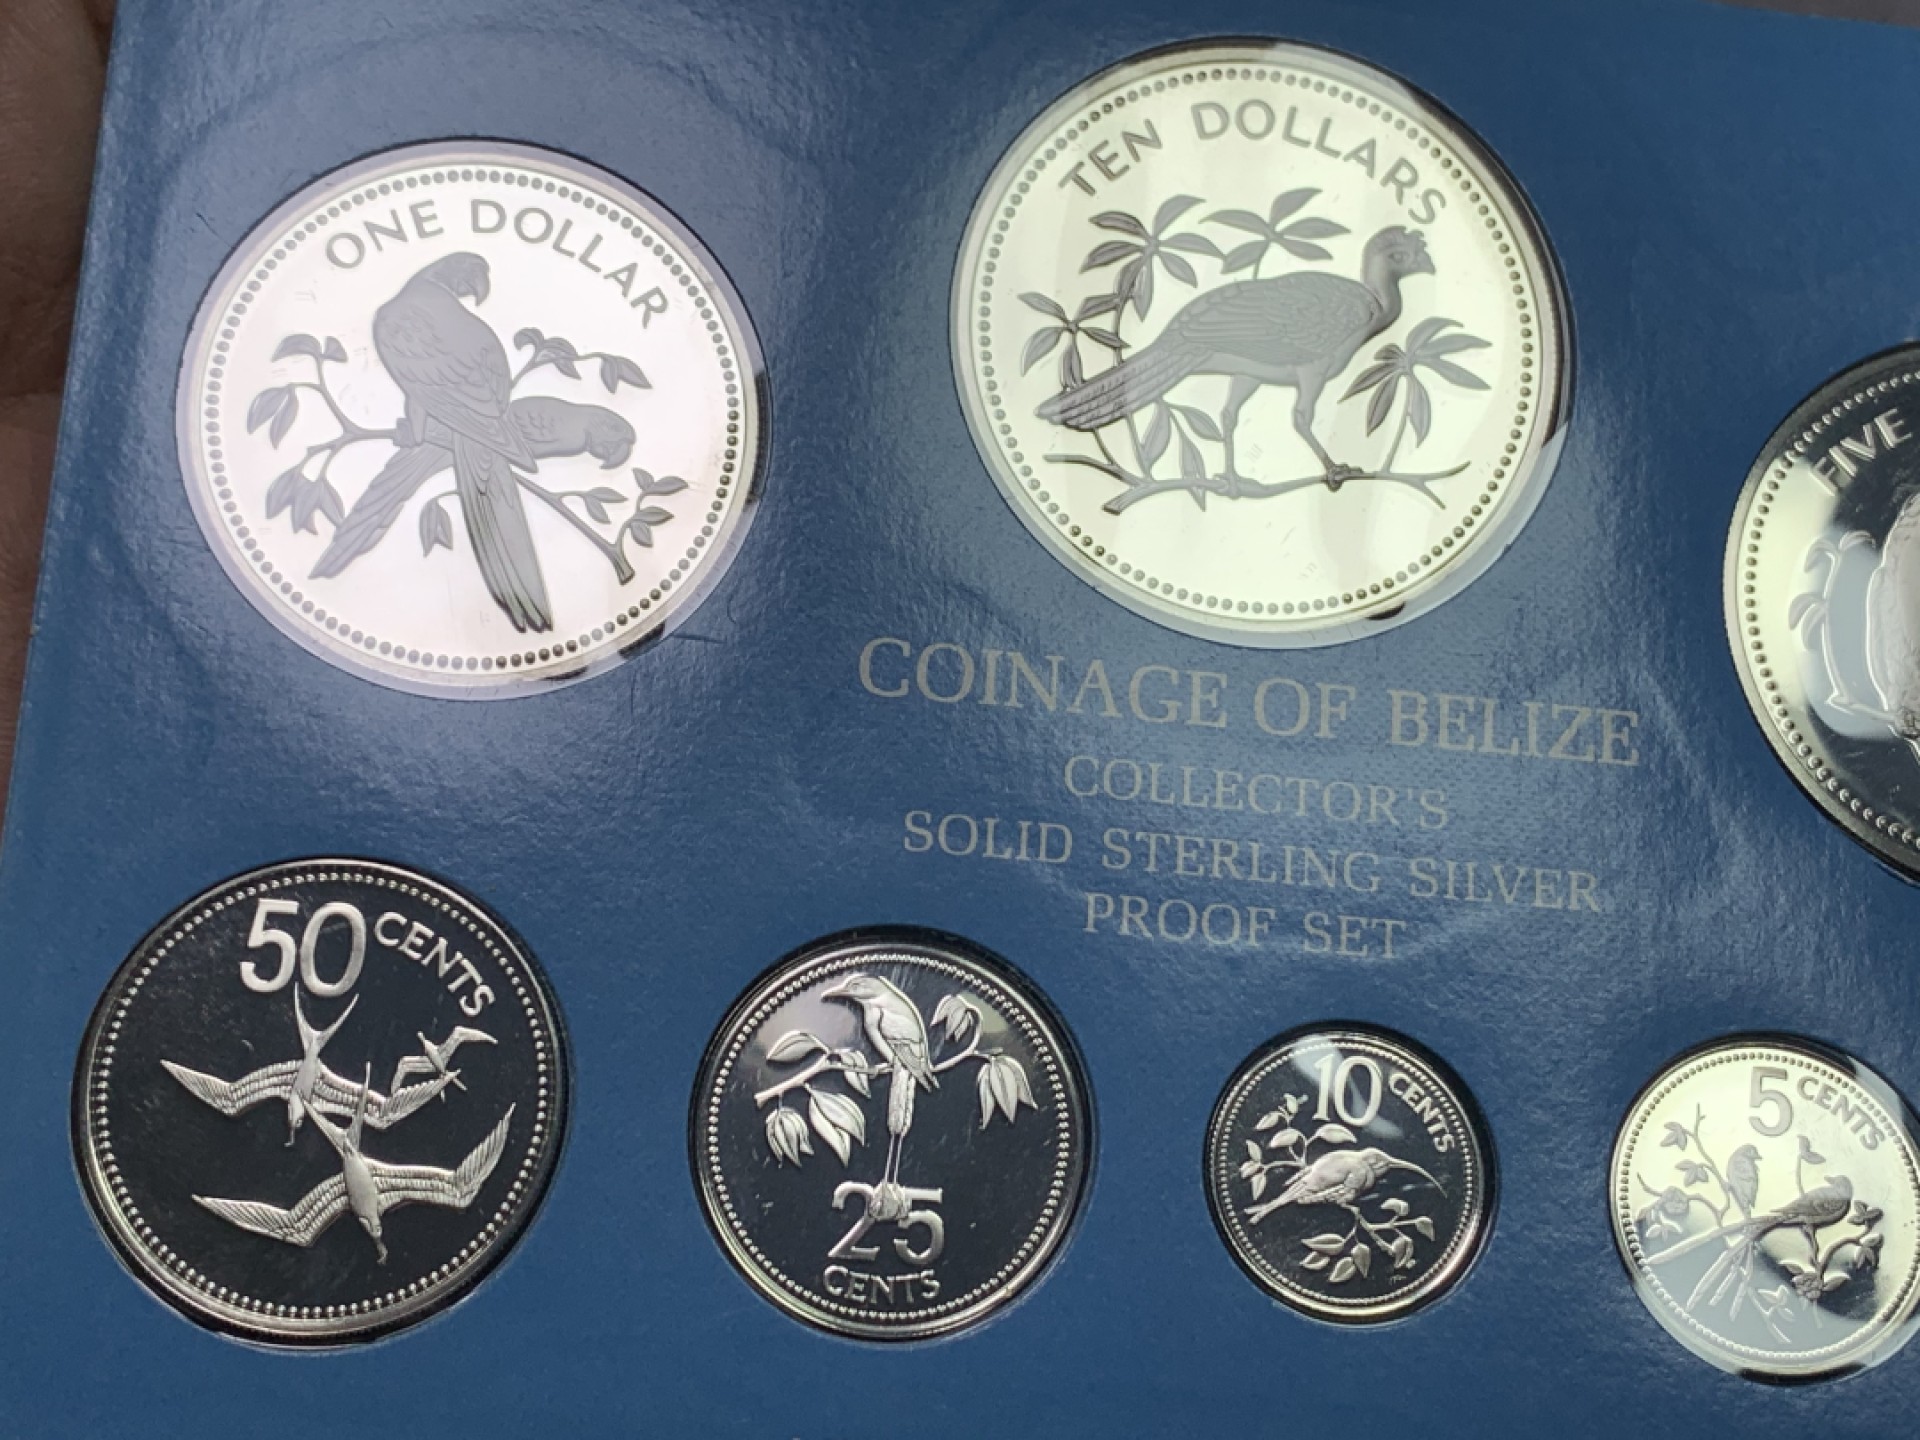 ONE DOLLAR
TEN DOLLARS
FIVE
COINAGE OF BELIZE
COLLECTOR'S
SOLID STERLING SILVER
PROOF SET
50 CENTS
25
CENTS
10 CENTS
5 CENTS